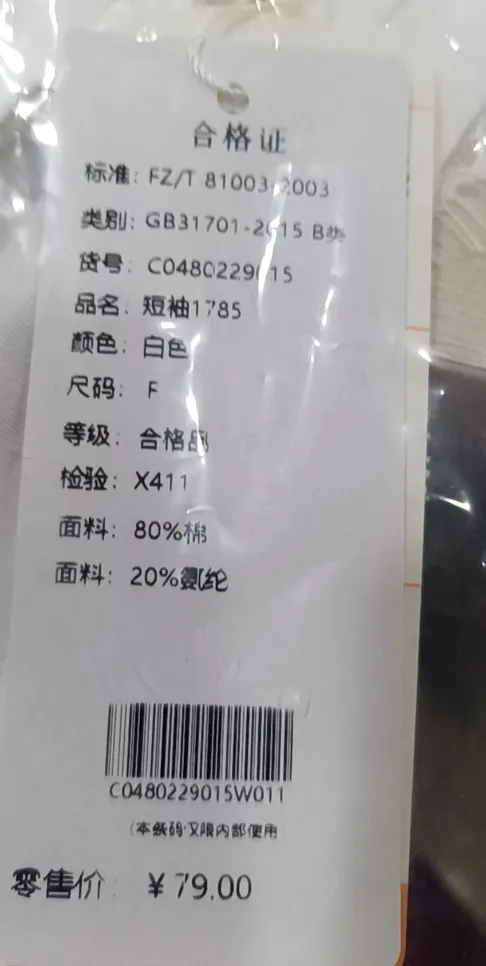 合格证
标准: FZ/T 81003-2003
类别: GB31701-2015 B类
货号: C0480229015
品名: 短袖1785
颜色: 白色
尺码: F
等级: 合格品
检验: X411
面料: 80%棉
面料: 20%氨纶
C0480229015W011
(本条码仅限内部使用
零售价: ¥79.00